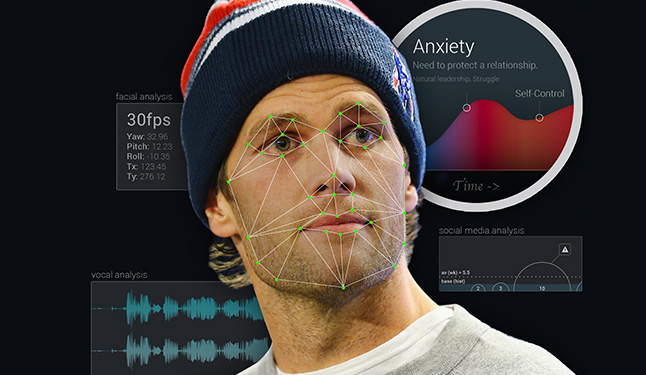 Anxiety
Need to protect a relationship.
Natural leadership, Struggle
Self-Control
Time ->
facial analysis
30fps
Yaw: 32.96
Pitch: 12.23
Roll: -10.35
Tx: 123.45
Ty: 276.12
social media analysis
av (wk) = 5.5
base (hist)
2
3
10
vocal analysis